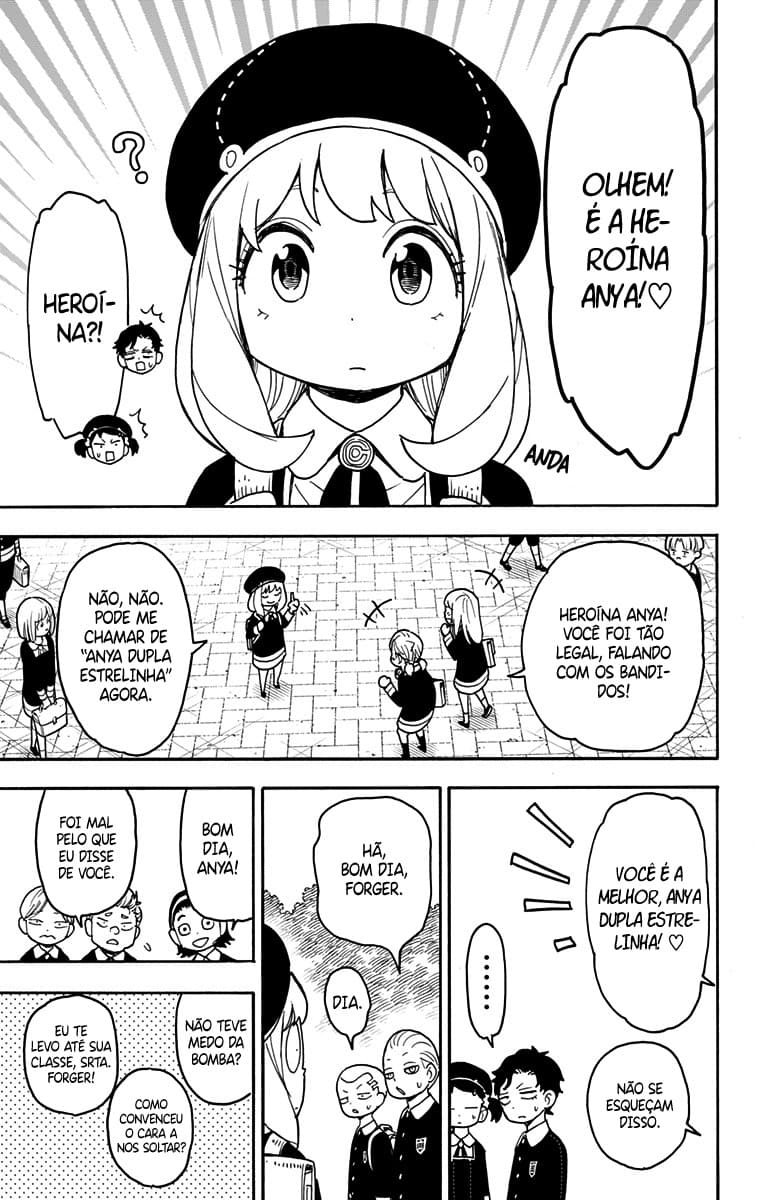 OLHEM!
É A HE-
ROÍNA
ANYA!♡
?
HEROÍ-
NA?!
ANDA
HEROÍNA ANYA!
VOCÊ FOI TÃO
LEGAL, FALANDO
COM OS BANDI-
DOS!
NÃO, NÃO.
PODE ME
CHAMAR DE
"ANYA DUPLA
ESTRELINHA"
AGORA.
VOCÊ É A
MELHOR, ANYA
DUPLA ESTRE-
LINHA! ♡
......
NÃO SE
ESQUEÇAM
DISSO.
HÃ,
BOM DIA,
FORGER.
DIA.
BOM
DIA,
ANYA!
FOI MAL
PELO QUE
EU DISSE
DE VOCÊ.
NÃO TEVE
MEDO DA
BOMBA?
EU TE
LEVO ATÉ SUA
CLASSE, SRTA.
FORGER!
COMO
CONVENCEU
O CARA A
NOS SOLTAR?